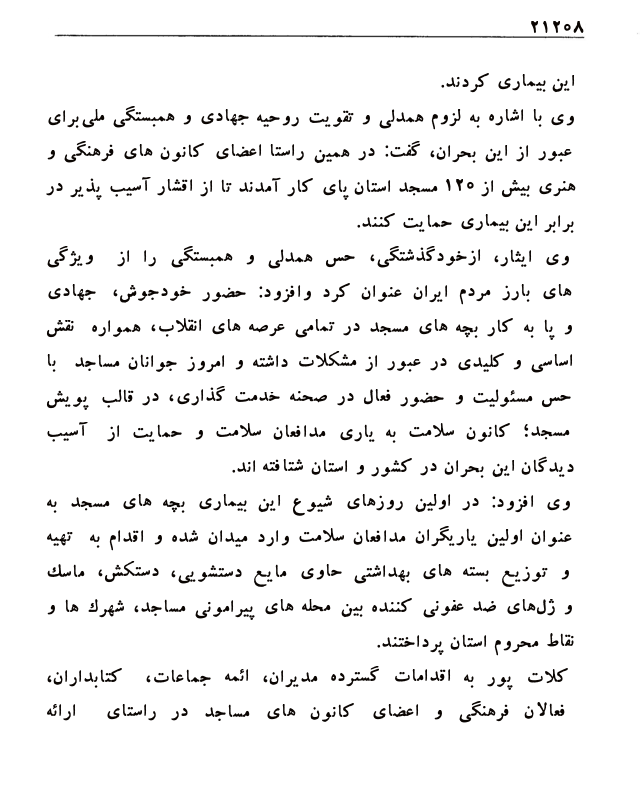 ۲۱۲۰۸
این بیماری کردند.
وی با اشاره به لزوم همدلی و تقویت روحیه جهادی و همبستگی ملی برای
عبور از این بحران، گفت: در همین راستا اعضای کانون های فرهنگی و
هنری بیش از ۱۲۰ مسجد استان پای کار آمدند تا از اقشار آسیب پذیر در
برابر این بیماری حمایت کنند.
وی ایثار، ازخودگذشتگی، حس همدلی و همبستگی را از ویژگی
های بارز مردم ایران عنوان کرد وافزود: حضور خودجوش، جهادی
و پا به کار بچه های مسجد در تمامی عرصه های انقلاب، همواره نقش
اساسی و کلیدی در عبور از مشکلات داشته و امروز جوانان مساجد با
حس مسئولیت و حضور فعال در صحنه خدمت گذاری، در قالب پویش
مسجد؛ کانون سلامت به یاری مدافعان سلامت و حمایت از آسیب
دیدگان این بحران در کشور و استان شتافته اند.
وی افزود: در اولین روزهای شیوع این بیماری بچه های مسجد به
عنوان اولین یاریگران مدافعان سلامت وارد میدان شده و اقدام به تهیه
و توزیع بسته های بهداشتی حاوی مایع دستشویی، دستکش، ماسك
و ژل‌های ضد عفونی کننده بین محله های پیرامونی مساجد، شهرك ها و
نقاط محروم استان پرداختند.
کلات پور به اقدامات گسترده مدیران، ائمه جماعات، کتابداران،
فعالان فرهنگی و اعضای کانون های مساجد در راستای ارائه